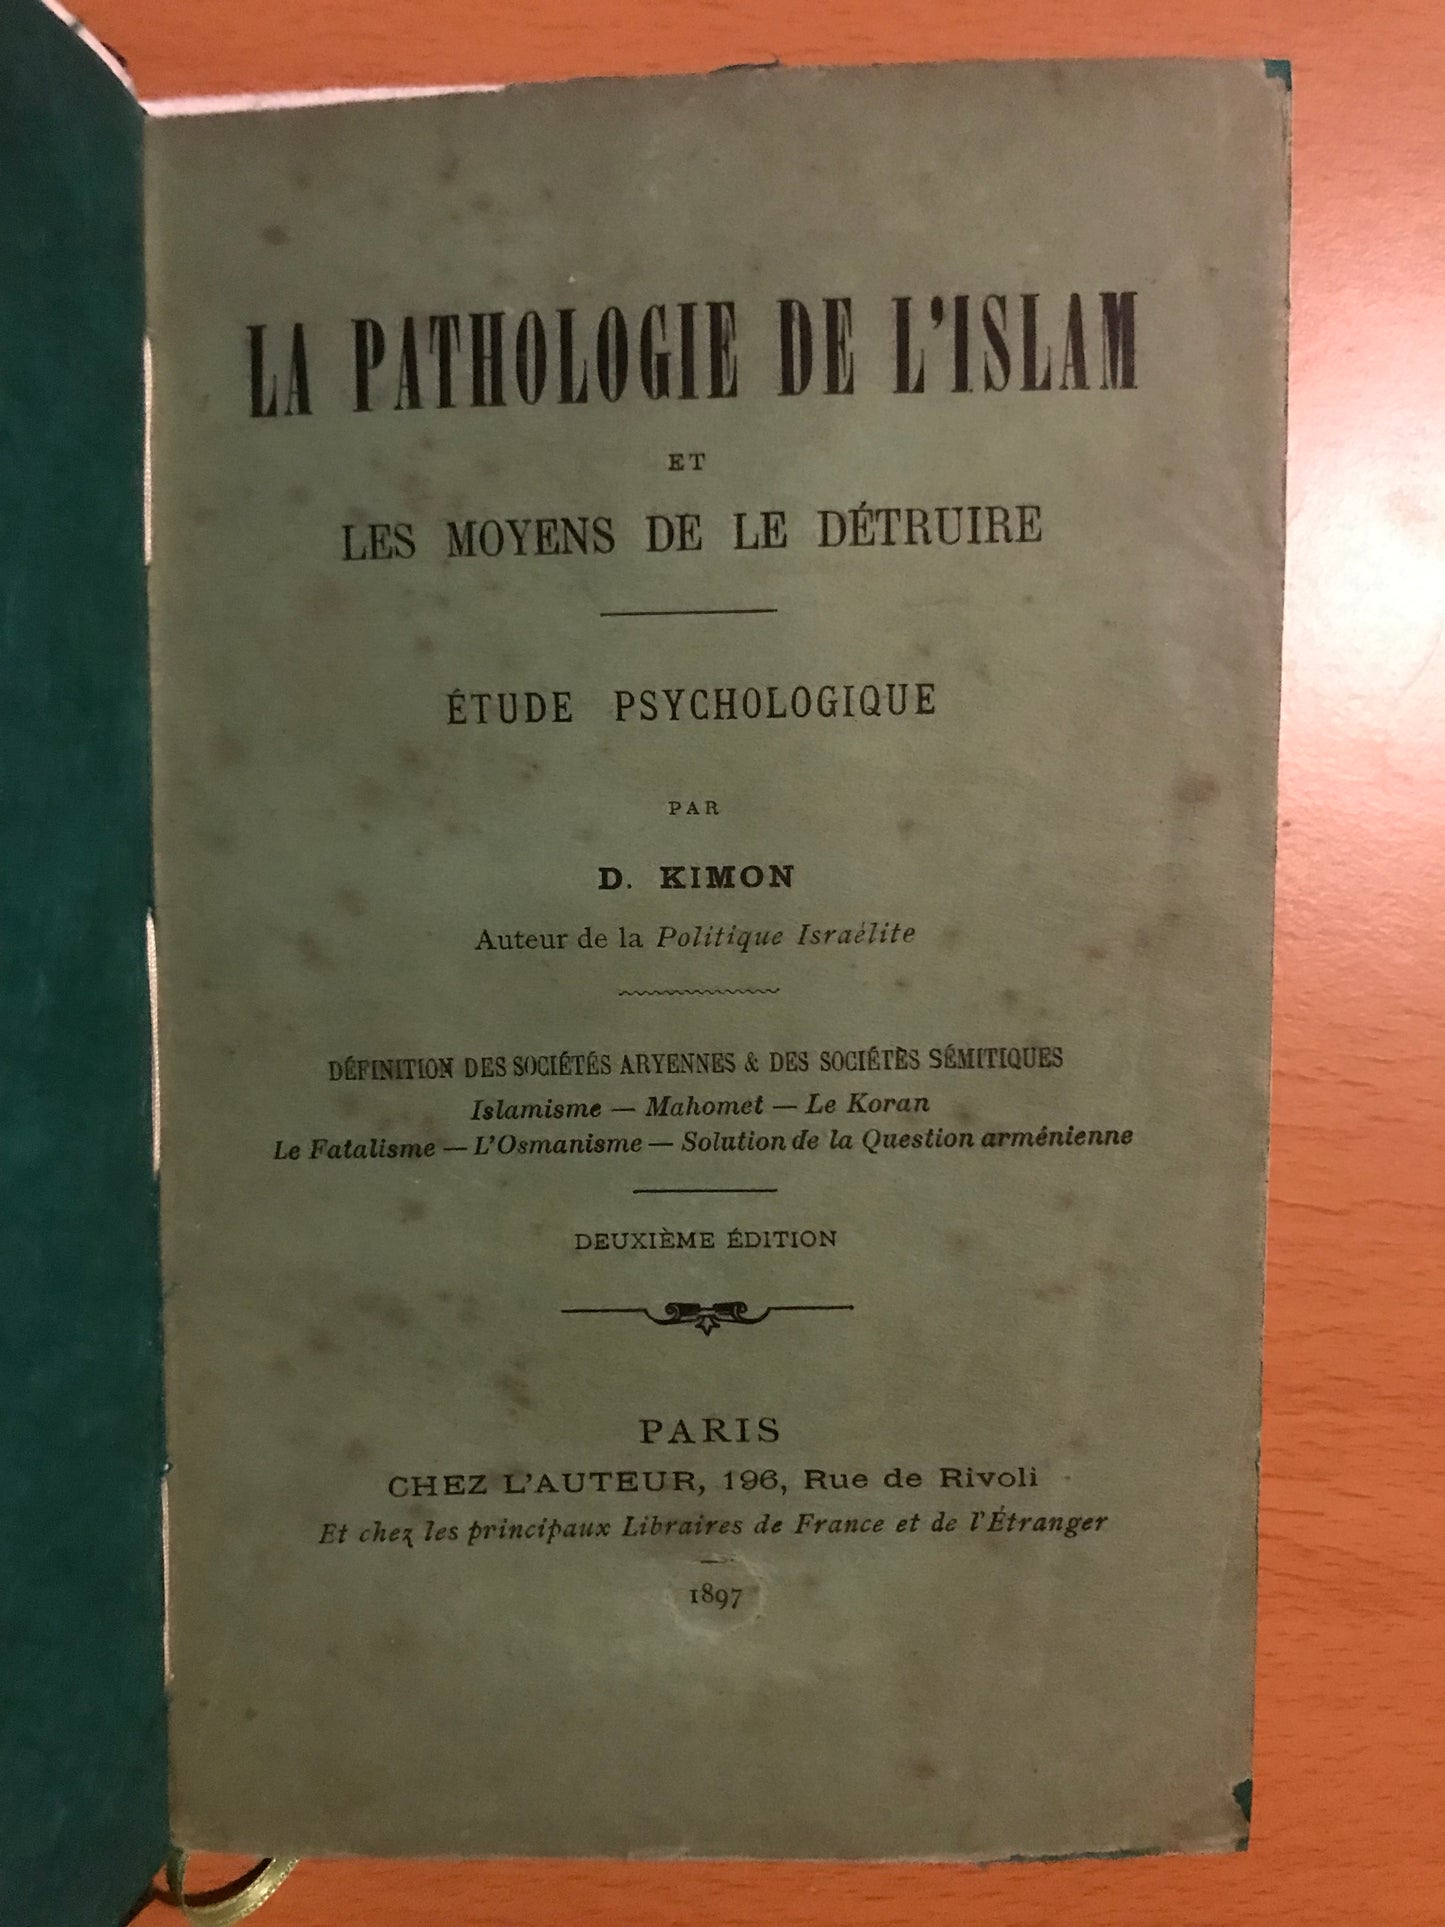 LA PATHOLOGIE DE L'ISLAM
ET
LES MOYENS DE LE DÉTRUIRE
ÉTUDE PSYCHOLOGIQUE
PAR
D. KIMON
Auteur de la Politique Israélite
DÉFINITION DES SOCIÉTÉS ARYENNES & DES SOCIÉTÈS SÉMITIQUES
Islamisme — Mahomet — Le Koran
Le Fatalisme — L'Osmanisme — Solution de la Question arménienne
DEUXIÈME ÉDITION
PARIS
CHEZ L'AUTEUR, 196, Rue de Rivoli
Et chez les principaux Libraires de France et de l'Étranger
1897